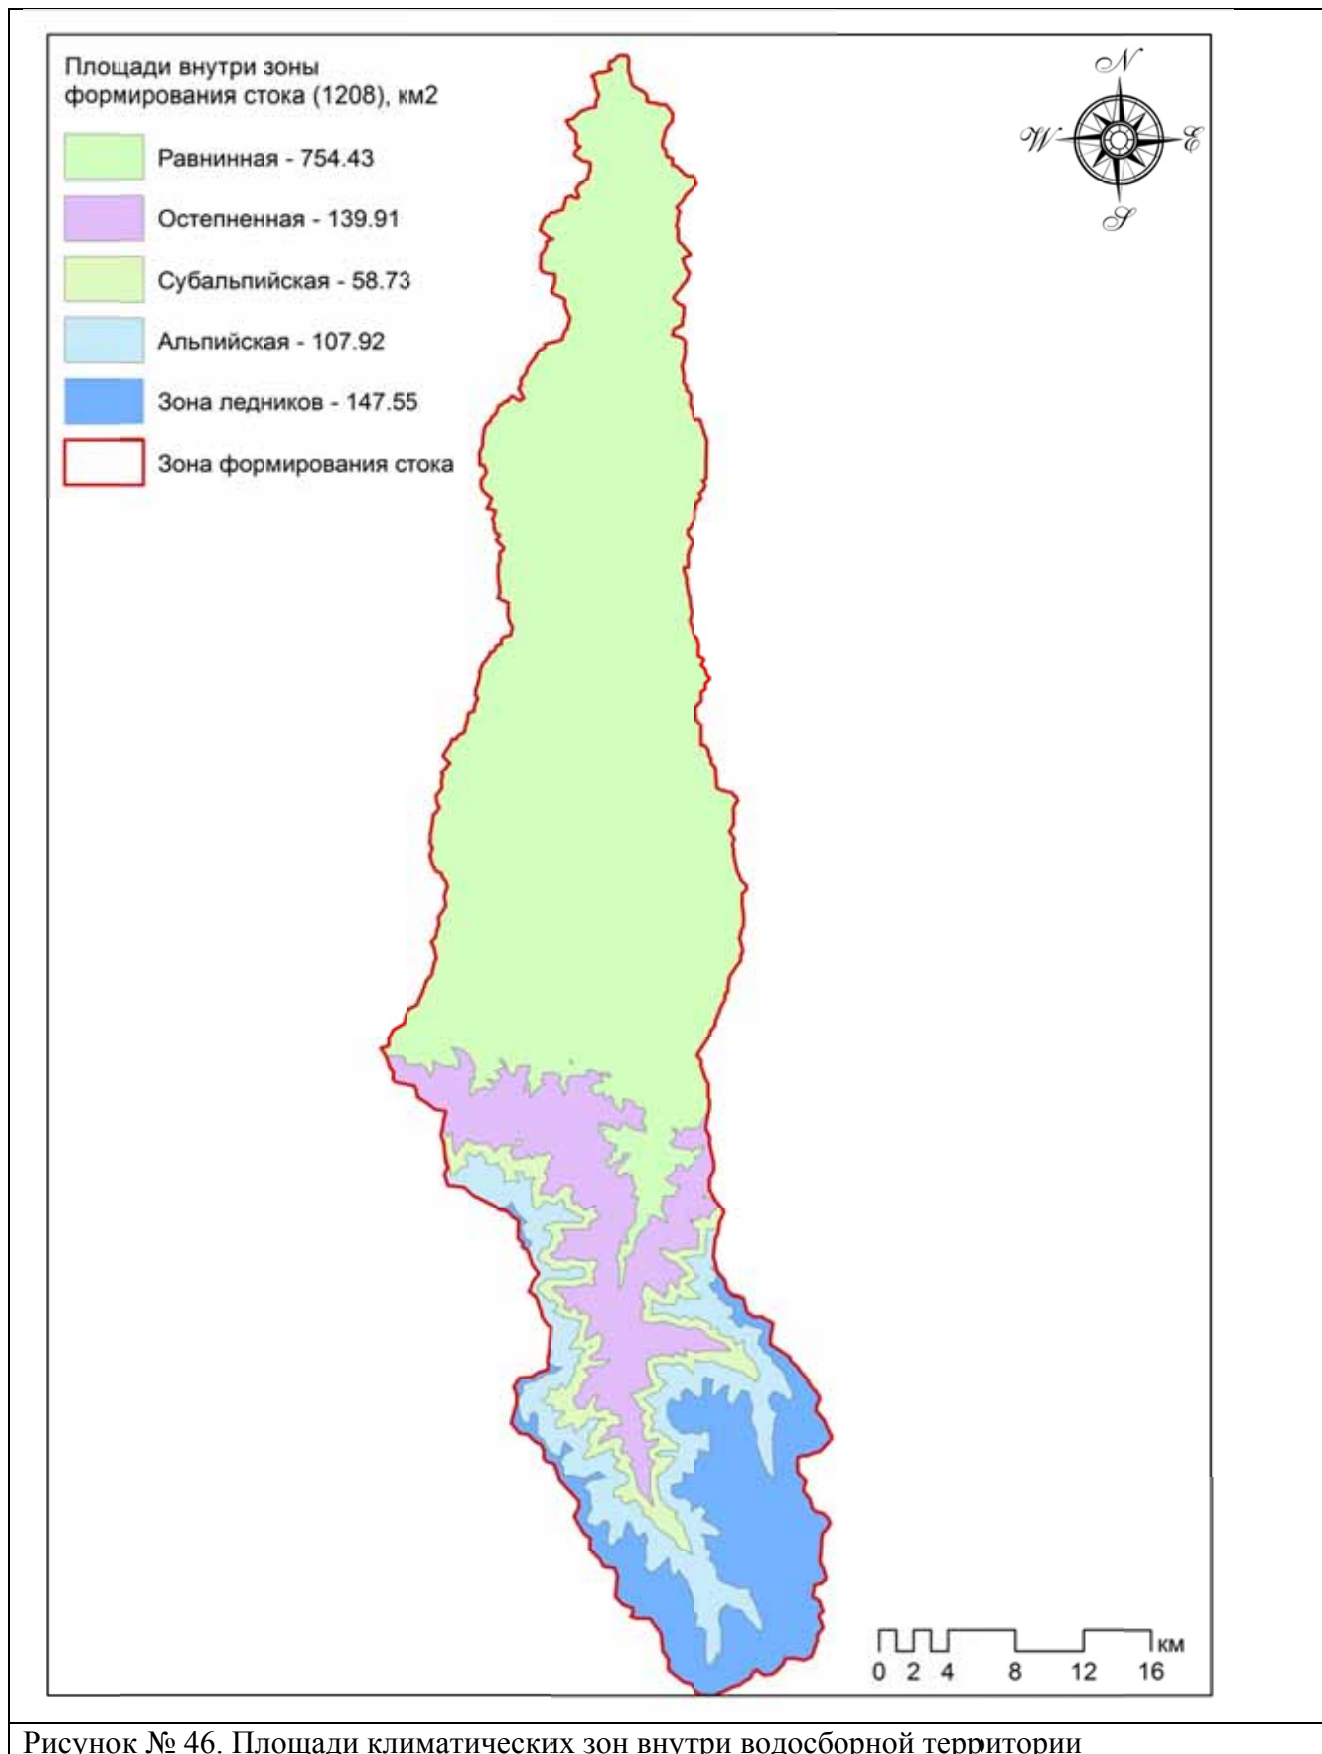 Площади внутри зоны
формирования стока (1208), км2
Равнинная - 754.43
Остепненная - 139.91
Субальпийская - 58.73
Альпийская - 107.92
Зона ледников - 147.55
Зона формирования стока
N
W E
S
км
0 2 4 8 12 16
Рисунок № 46. Площади климатических зон внутри водосборной территории